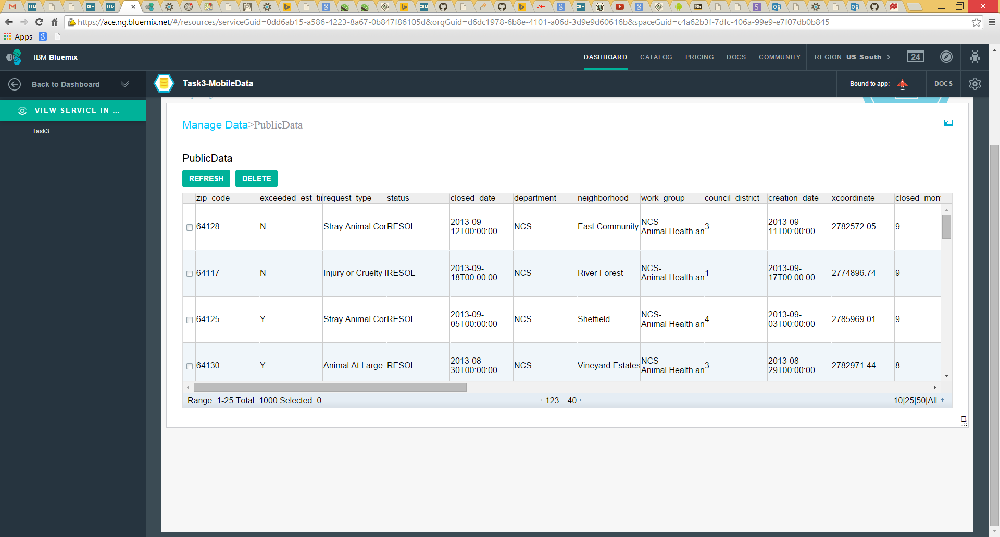 https://ace.ng.bluemix.net/#/resources/serviceGuid=0dd6ab15-a586-4223-8a67-0b847f86105d&orgGuid=d6dc1978-6b8e-4101-a06d-3d9e9d60616b&spaceGuid=c4a62b3f-7dfc-406a-99e9-e7f07db0b845
Apps
IBM Bluemix
DASHBOARD CATALOG PRICING DOCS COMMUNITY REGION: US South 24
Back to Dashboard
Task3-MobileData
Bound to app: DOCS
VIEW SERVICE IN ...
Task3
Manage Data>PublicData
PublicData
REFRESH DELETE
zip_code exceeded_est_ti request_type status closed_date department neighborhood work_group council_district creation_date xcoordinate closed_mon
64128 N Stray Animal Cor RESOL 2013-09-12T00:00:00 NCS East Community NCS-Animal Health an 3 2013-09-11T00:00:00 2782572.05 9
64117 N Injury or Cruelty RESOL 2013-09-18T00:00:00 NCS River Forest NCS-Animal Health an 1 2013-09-17T00:00:00 2774896.74 9
64125 Y Stray Animal Cor RESOL 2013-09-05T00:00:00 NCS Sheffield NCS-Animal Health an 4 2013-09-03T00:00:00 2785969.01 9
64130 Y Animal At Large RESOL 2013-08-30T00:00:00 NCS Vineyard Estates NCS-Animal Health an 3 2013-08-29T00:00:00 2782971.44 8
Range: 1-25 Total: 1000 Selected: 0 123...40 10|25|50|All